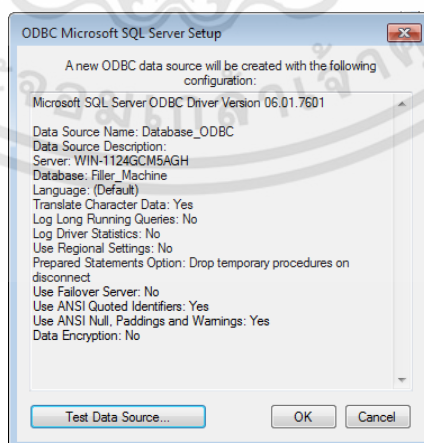 ODBC Microsoft SQL Server Setup
A new ODBC data source will be created with the following
configuration:
Microsoft SQL Server ODBC Driver Version 06.01.7601
Data Source Name: Database_ODBC
Data Source Description:
Server: WIN-1124GCM5AGH
Database: Filler_Machine
Language: (Default)
Translate Character Data: Yes
Log Long Running Queries: No
Log Driver Statistics: No
Use Regional Settings: No
Prepared Statements Option: Drop temporary procedures on
disconnect
Use Failover Server: No
Use ANSI Quoted Identifiers: Yes
Use ANSI Null, Paddings and Warnings: Yes
Data Encryption: No
Test Data Source...
OK
Cancel